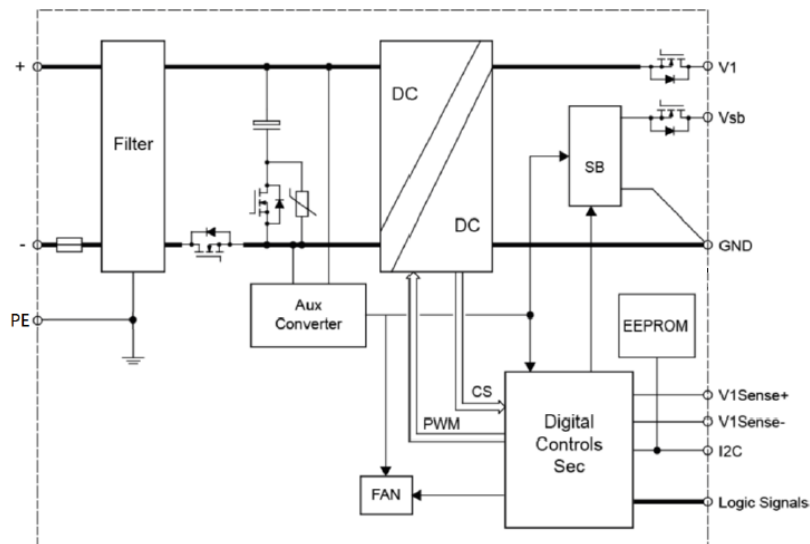 +
V1
DC
Vsb
Filter
SB
DC
-
GND
PE
Aux
Converter
EEPROM
CS
V1Sense+
PWM
V1Sense-
Digital
Controls
Sec
I2C
FAN
Logic Signals